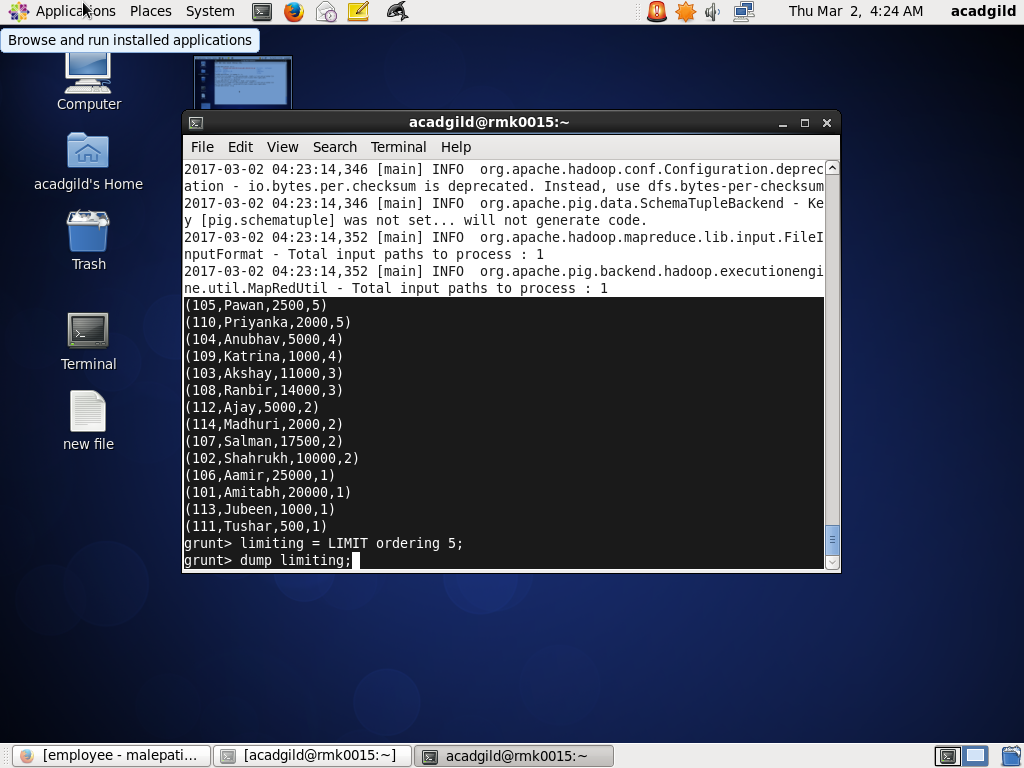 Applications Places System Thu Mar 2, 4:24 AM acadgild
Browse and run installed applications
Computer
acadgild's Home
Trash
Terminal
new file
acadgild@rmk0015:~
File Edit View Search Terminal Help
2017-03-02 04:23:14,346 [main] INFO  org.apache.hadoop.conf.Configuration.deprec
ation - io.bytes.per.checksum is deprecated. Instead, use dfs.bytes-per-checksum
2017-03-02 04:23:14,346 [main] INFO  org.apache.pig.data.SchemaTupleBackend - Ke
y [pig.schematuple] was not set... will not generate code.
2017-03-02 04:23:14,352 [main] INFO  org.apache.hadoop.mapreduce.lib.input.FileI
nputFormat - Total input paths to process : 1
2017-03-02 04:23:14,352 [main] INFO  org.apache.pig.backend.hadoop.executionengi
ne.util.MapRedUtil - Total input paths to process : 1
(105,Pawan,2500,5)
(110,Priyanka,2000,5)
(104,Anubhav,5000,4)
(109,Katrina,1000,4)
(103,Akshay,11000,3)
(108,Ranbir,14000,3)
(112,Ajay,5000,2)
(114,Madhuri,2000,2)
(107,Salman,17500,2)
(102,Shahrukh,10000,2)
(106,Aamir,25000,1)
(101,Amitabh,20000,1)
(113,Jubeen,1000,1)
(111,Tushar,500,1)
grunt> limiting = LIMIT ordering 5;
grunt> dump limiting;
[employee - malepati... [acadgild@rmk0015:~] acadgild@rmk0015:~